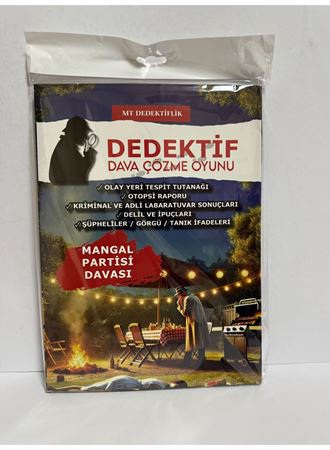 MT DEDEKTİFLİK
DEDEKTİF
DAVA ÇÖZME OYUNU
OLAY YERİ TESPİT TUTANAĞI
OTOPSİ RAPORU
KRİMİNAL VE ADLİ LABARATUVAR SONUÇLARI
DELİL VE İPUÇLARI
ŞÜPHELİLER / GÖRGÜ / TANIK İFADELERİ
MANGAL
PARTİSİ
DAVASI